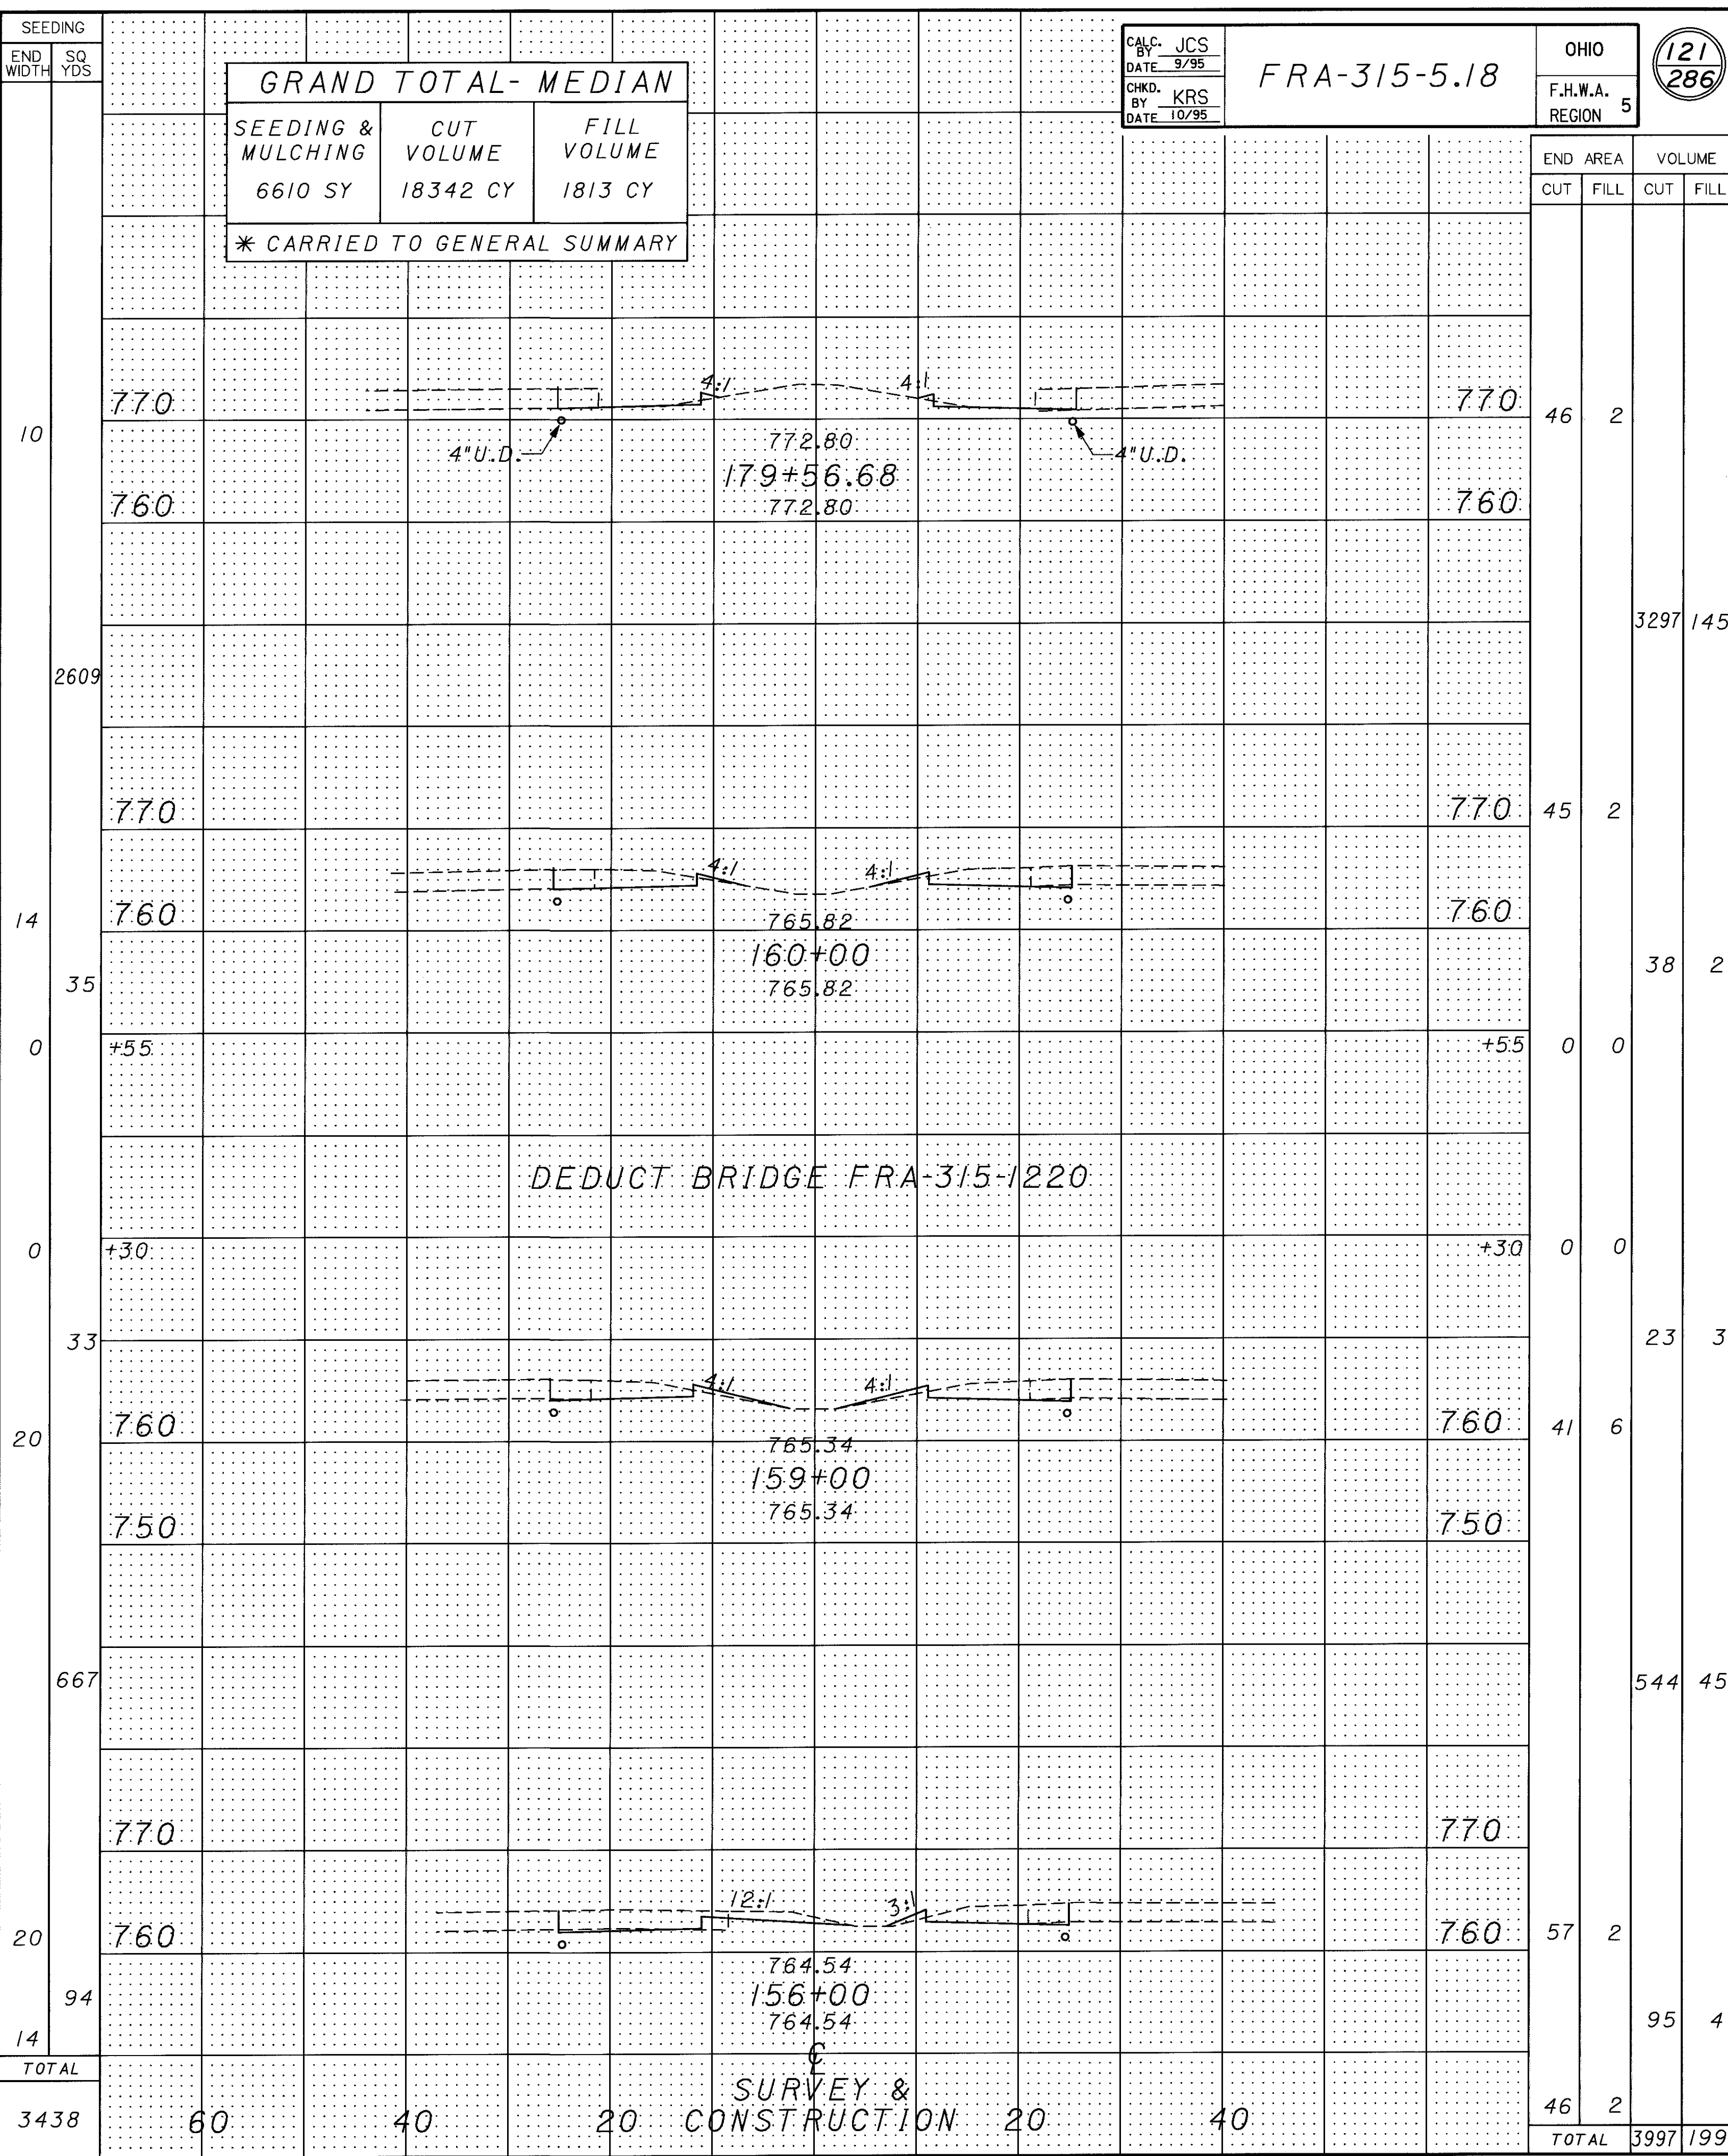 SEEDING
END WIDTH
SQ YDS
GRAND TOTAL- MEDIAN
SEEDING & MULCHING
CUT VOLUME
FILL VOLUME
6610 SY
18342 CY
1813 CY
* CARRIED TO GENERAL SUMMARY
CALC. BY JCS
DATE 9/95
CHKD. BY KRS
DATE 10/95
FRA-315-5.18
OHIO
F.H.W.A. REGION 5
121
286
END AREA
VOLUME
CUT
FILL
CUT
FILL
4:1
4:1
770
770
46
2
10
4"U.D.
772.80
4"U.D.
179+56.68
760
772.80
760
3297
145
2609
770
770
45
2
4:1
4:1
14
760
765.82
760
160+00
38
2
35
765.82
0
+55
+55
0
0
DEDUCT BRIDGE FRA-315-1220
0
+30
+30
0
0
33
23
3
4:1
4:1
760
760
41
6
20
765.34
159+00
765.34
750
750
667
544
45
770
770
12:1
3:1
20
760
760
57
2
764.54
94
156+00
764.54
95
4
14
TOTAL
℄
SURVEY &
46
2
3438
60
40
20
CONSTRUCTION
20
40
TOTAL
3997
199